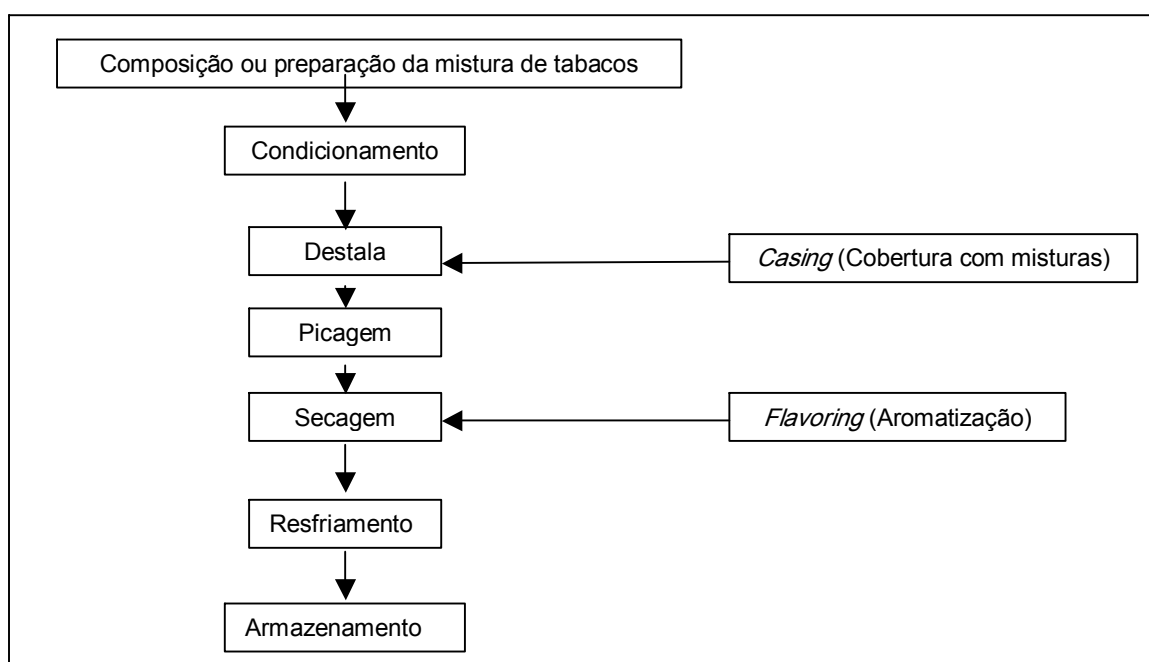 Composição ou preparação da mistura de tabacos
Condicionamento
Destala
Casing (Cobertura com misturas)
Picagem
Secagem
Flavoring (Aromatização)
Resfriamento
Armazenamento